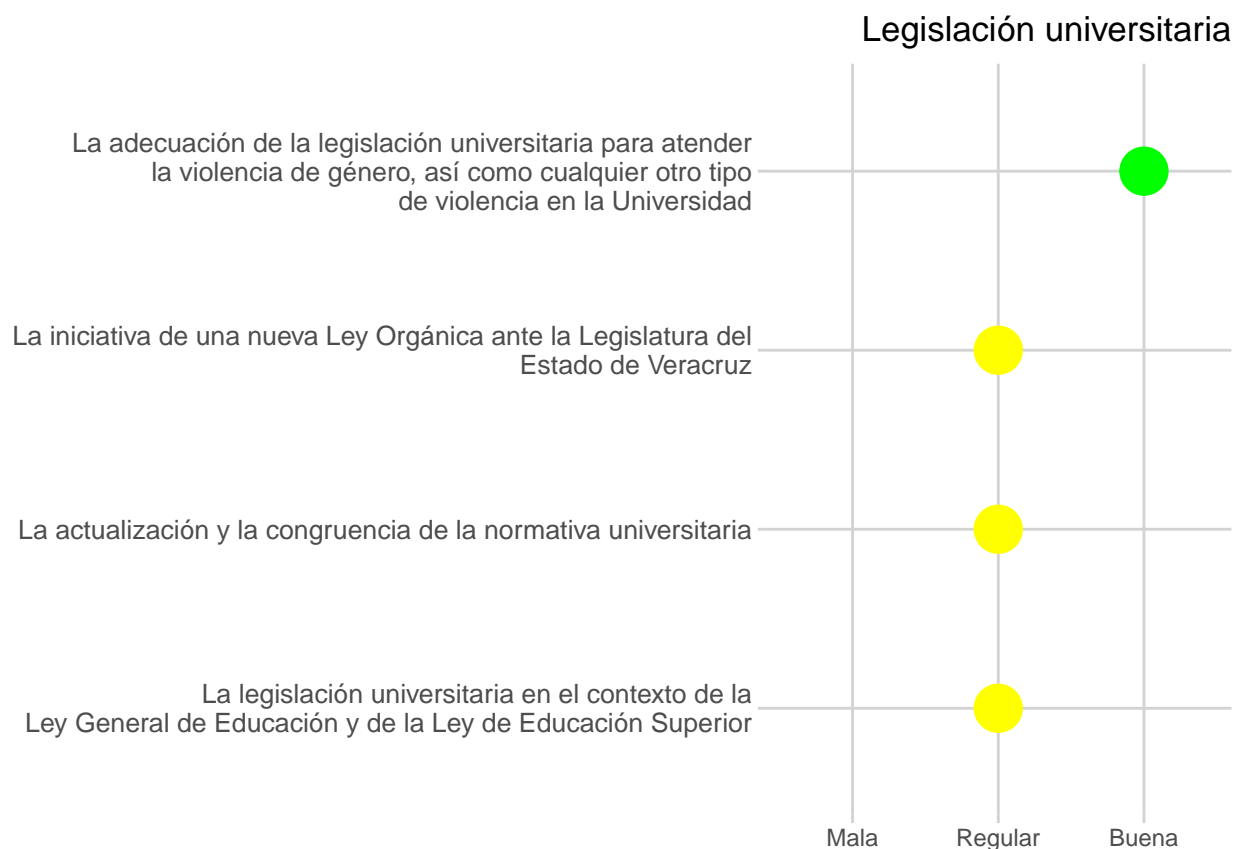 Legislación universitaria
La adecuación de la legislación universitaria para atender
la violencia de género, así como cualquier otro tipo
de violencia en la Universidad
La iniciativa de una nueva Ley Orgánica ante la Legislatura del
Estado de Veracruz
La actualización y la congruencia de la normativa universitaria
La legislación universitaria en el contexto de la
Ley General de Educación y de la Ley de Educación Superior
Mala Regular Buena